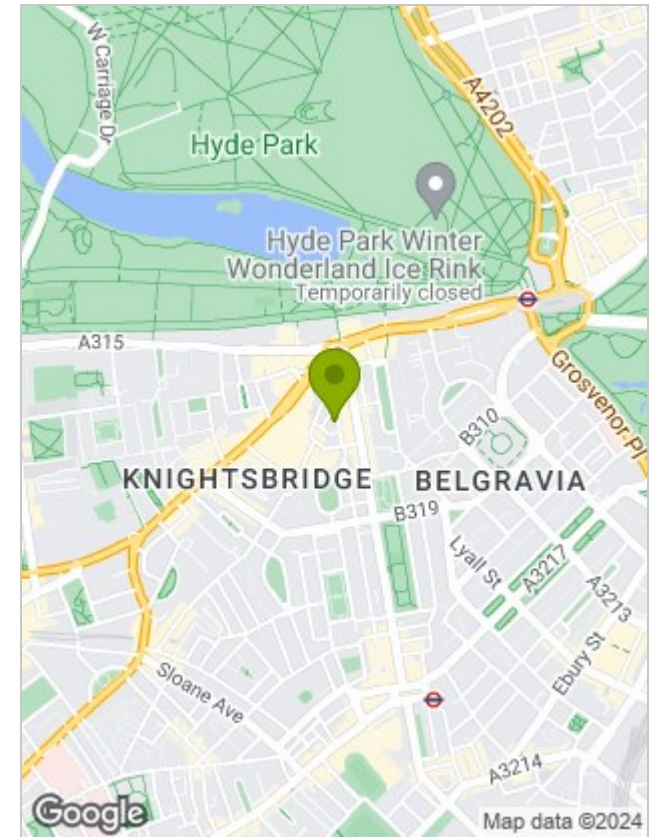 W Carriage Dr
A4202
Hyde Park
Hyde Park Winter
Wonderland Ice Rink
Temporarily closed
A315
Grosvenor Pl
B310
KNIGHTSBRIDGE
BELGRAVIA
B319
Lyall St
A3217
A3213
Ebury St
Sloane Ave
A3214
Google
Map data ©2024